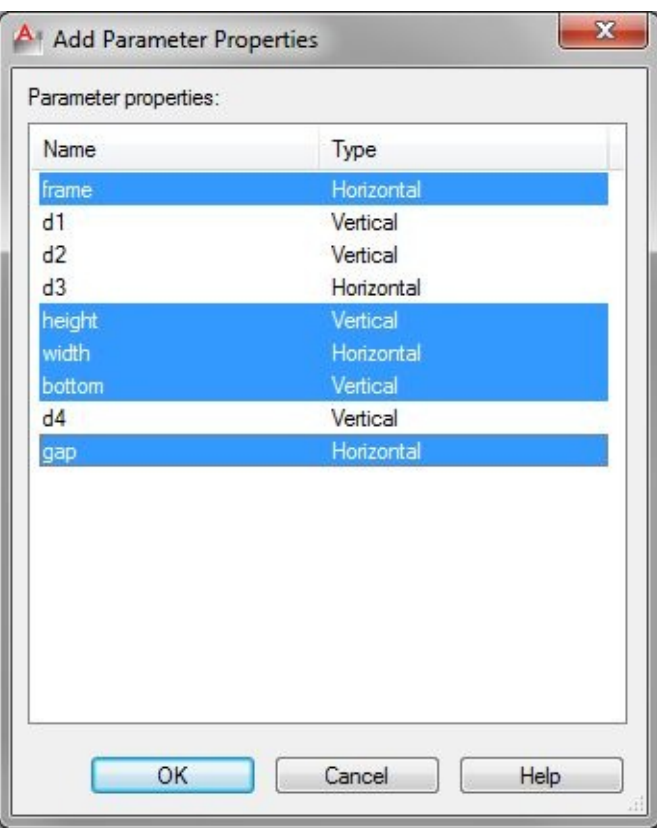 Add Parameter Properties
Parameter properties:
Name Type
frame Horizontal
d1 Vertical
d2 Vertical
d3 Horizontal
height Vertical
width Horizontal
bottom Vertical
d4 Vertical
gap Horizontal
OK Cancel Help